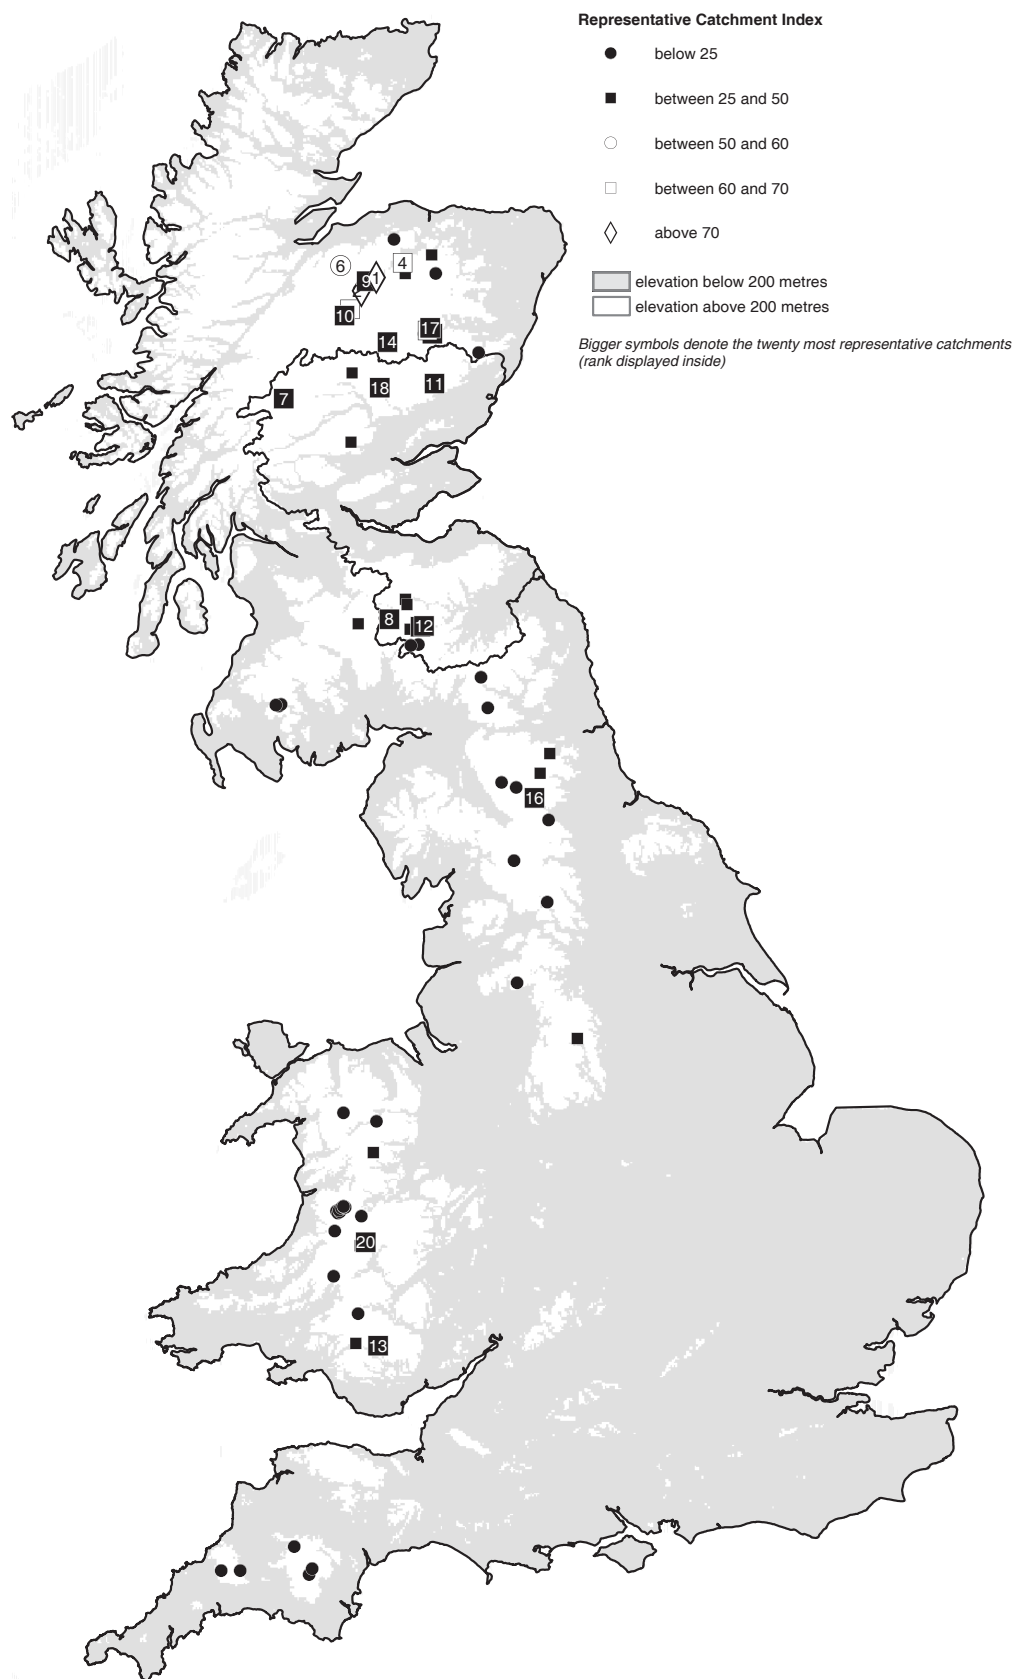 Representative Catchment Index
below 25
between 25 and 50
between 50 and 60
between 60 and 70
above 70
elevation below 200 metres
elevation above 200 metres
Bigger symbols denote the twenty most representative catchments
(rank displayed inside)
6
4
9
1
10
17
14
18
11
7
8
12
16
20
13